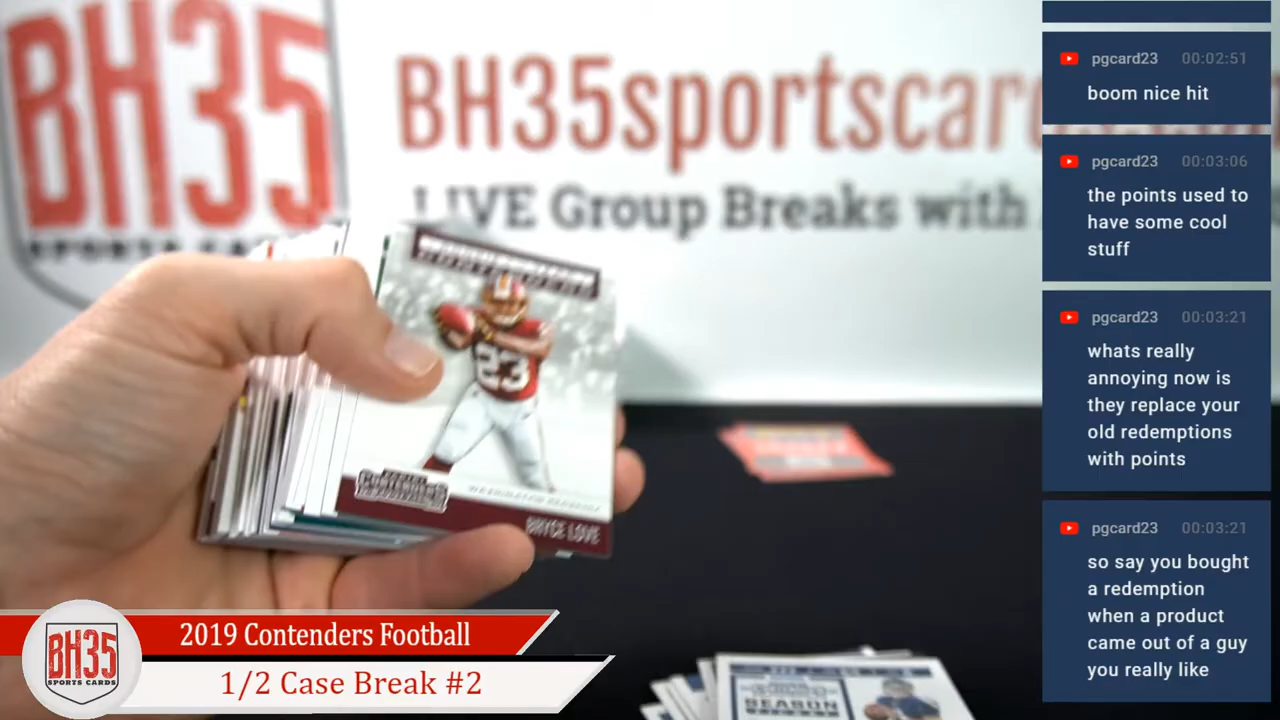 BH35
SPORTS CARDS
BH35sportscar
LIVE Group Breaks with
23
CONTENDERS
BRYCE LOVE
SEASON
2019 Contenders Football
1/2 Case Break #2
BH35
SPORTS CARDS
pgcard23 00:02:51
boom nice hit
pgcard23 00:03:06
the points used to
have some cool
stuff
pgcard23 00:03:21
whats really
annoying now is
they replace your
old redemptions
with points
pgcard23 00:03:21
so say you bought
a redemption
when a product
came out of a guy
you really like